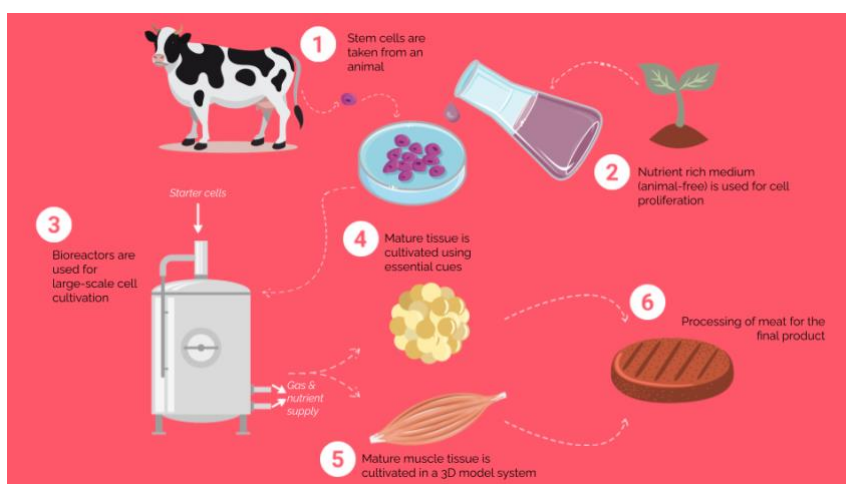 1
Stem cells are
taken from an
animal
2
Nutrient rich medium
(animal-free) is used for cell
proliferation
Starter cells
3
Bioreactors are
used for
large-scale cell
cultivation
4
Mature tissue is
cultivated using
essential cues
Gas &
nutrient
supply
5
Mature muscle tissue is
cultivated in a 3D model system
6
Processing of meat for the
final product